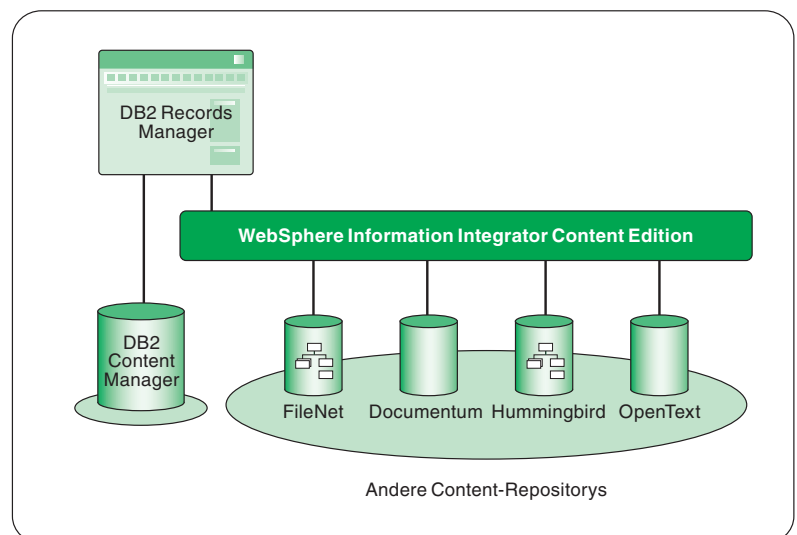 DB2 Records
Manager
WebSphere Information Integrator Content Edition
DB2
Content
Manager
FileNet
Documentum
Hummingbird
OpenText
Andere Content-Repositorys